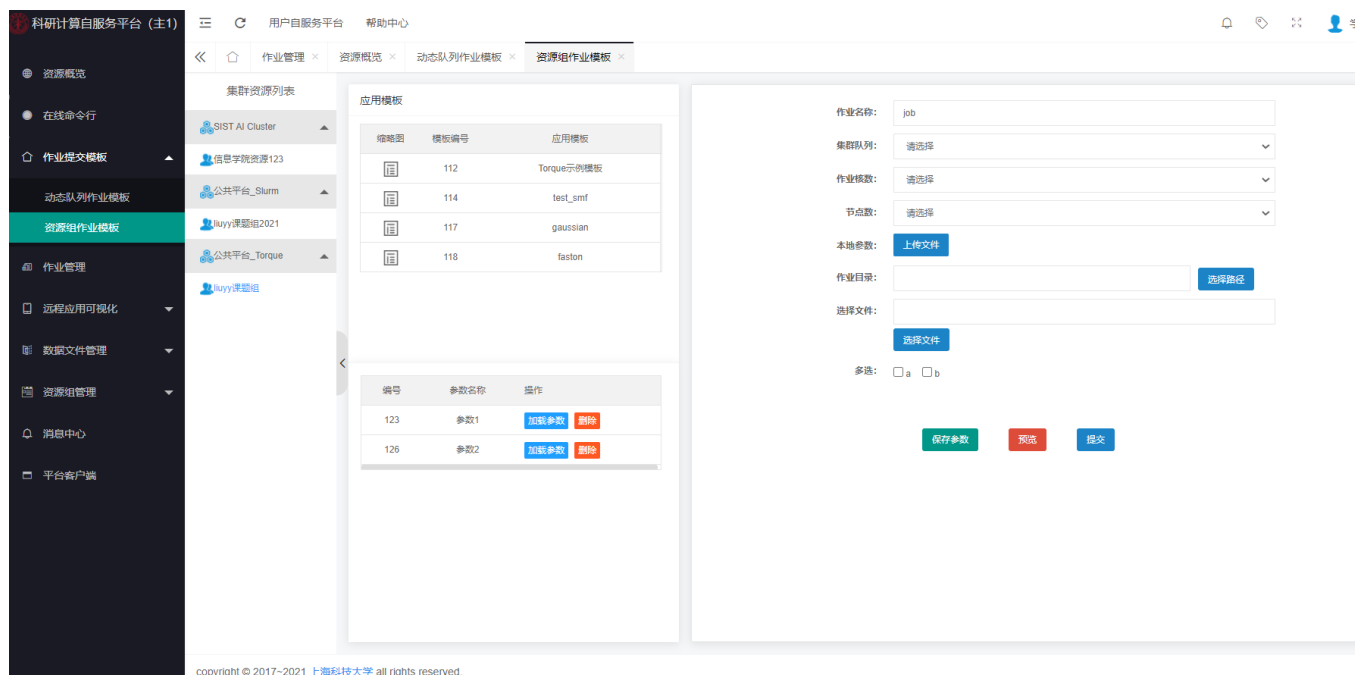 科研计算自服务平台（主1）
用户自服务平台 帮助中心
作业管理 × 资源概览 × 动态队列作业模板 × 资源组作业模板 ×
资源概览
在线命令行
作业提交模板
动态队列作业模板
资源组作业模板
作业管理
远程应用可视化
数据文件管理
资源组管理
消息中心
平台客户端
集群资源列表
SIST AI Cluster
信息学院资源123
公共平台_Slurm
liuyy课题组2021
公共平台_Torque
liuyy课题组
应用模板
缩略图 模板编号 应用模板
112 Torque示例模板
114 test_smf
117 gaussian
118 faston
编号 参数名称 操作
123 参数1 加载参数 删除
126 参数2 加载参数 删除
作业名称： job
集群队列： 请选择
作业核数： 请选择
节点数： 请选择
本地参数： 上传文件
作业目录： 选择路径
选择文件：
选择文件
多选： a b
保存参数 预览 提交
copyright © 2017~2021 上海科技大学 all rights reserved.